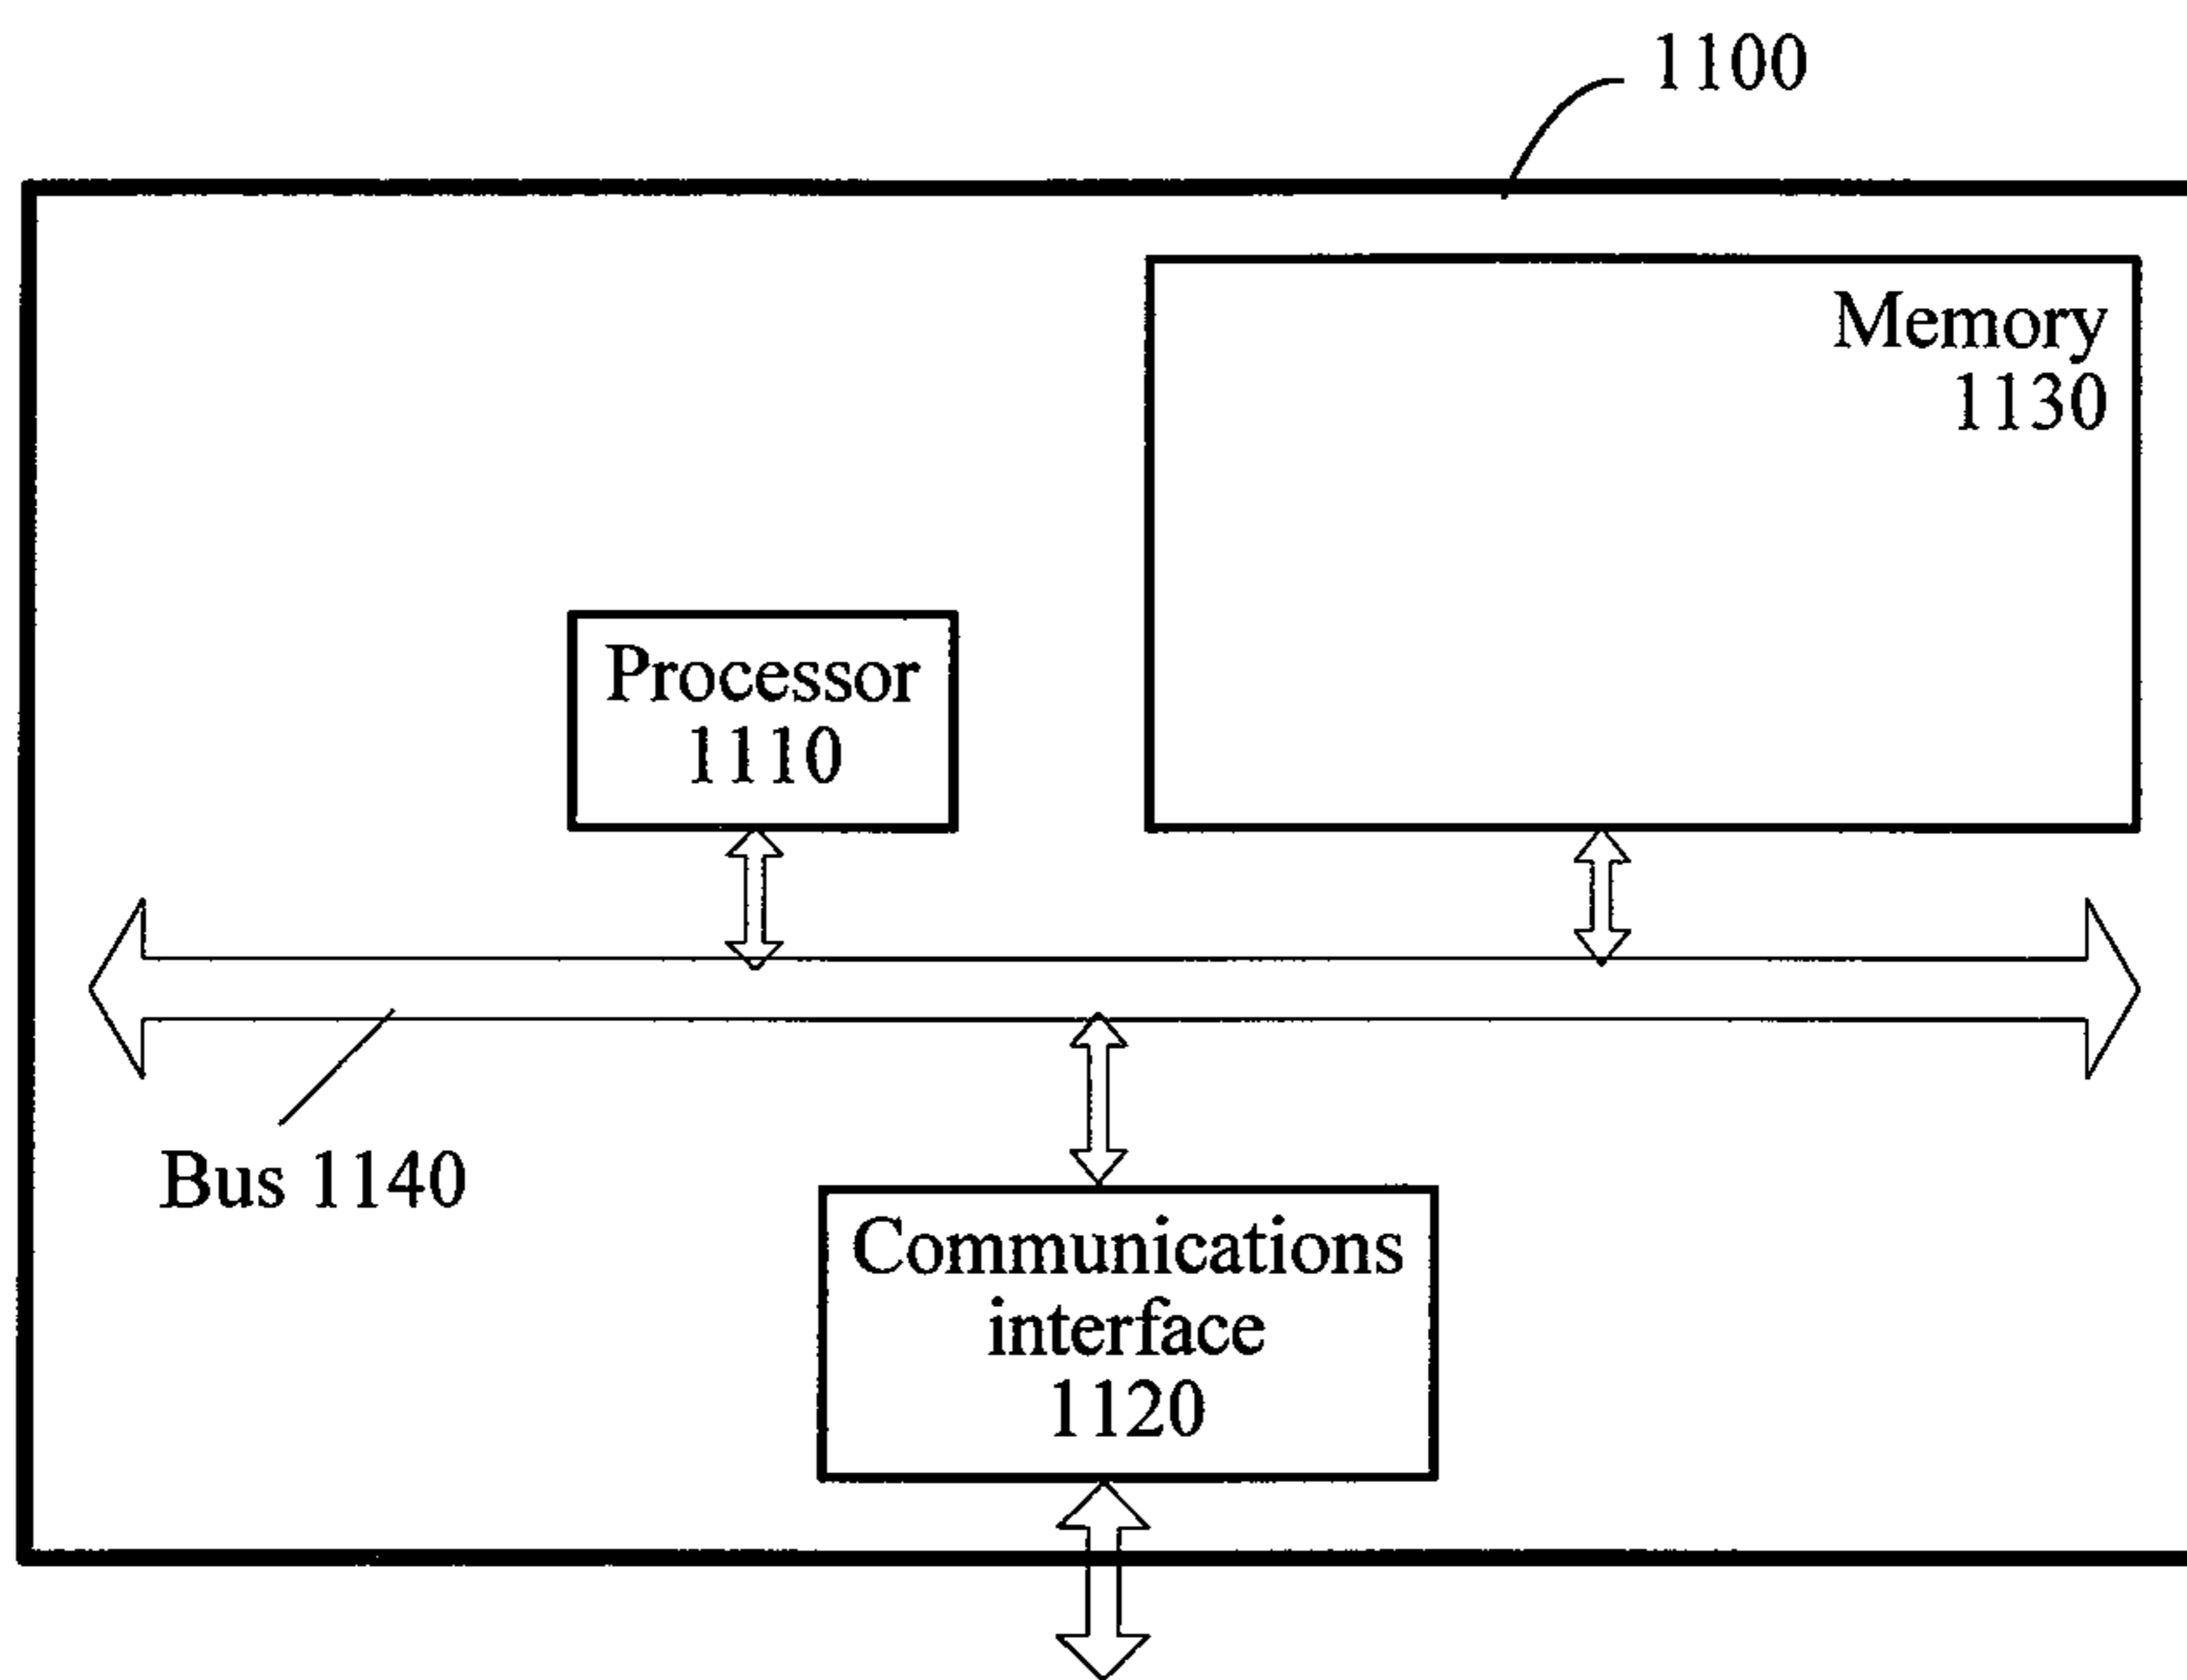 1100
Memory
1130
Processor
1110
Bus 1140
Communications
interface
1120